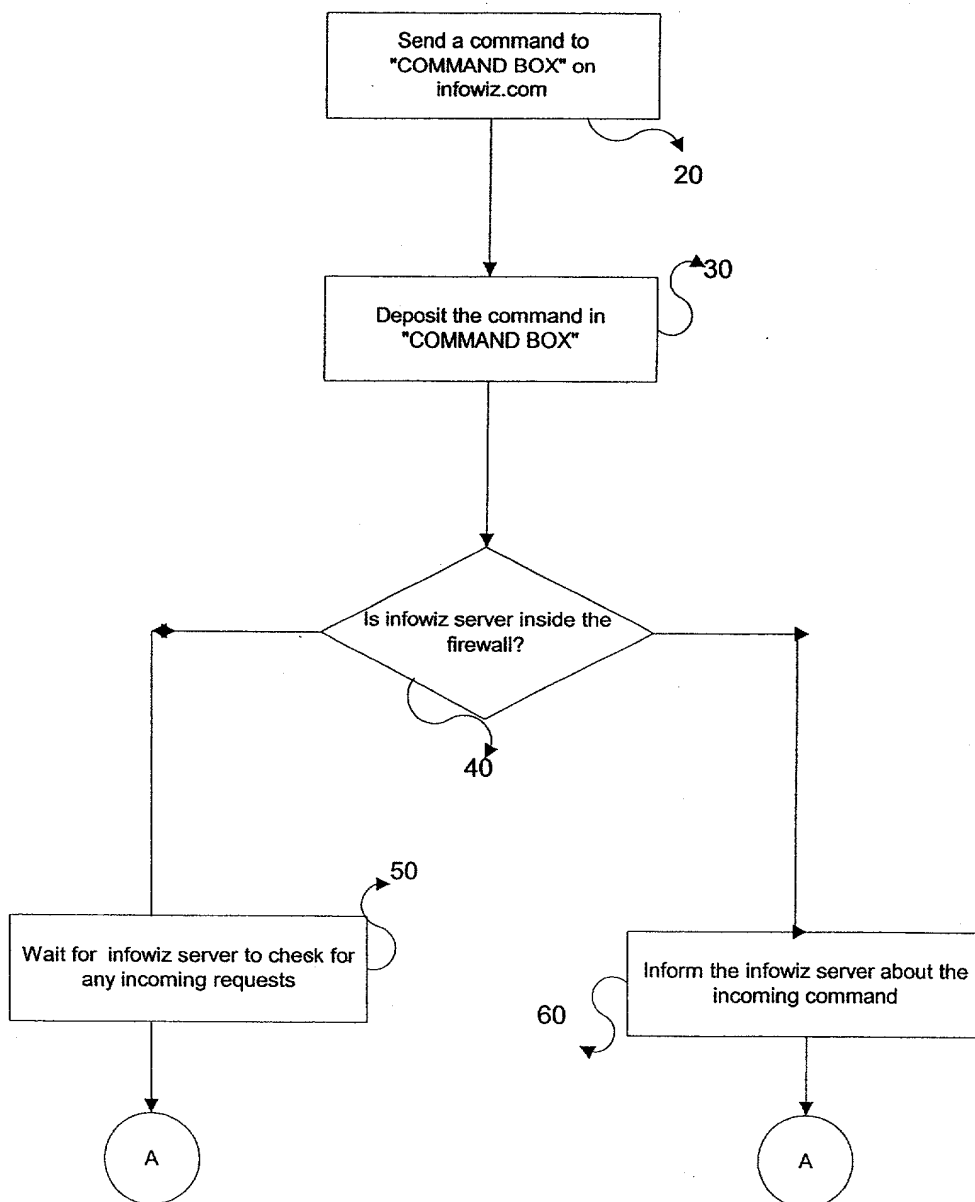 Send a command to
"COMMAND BOX" on
infowiz.com
20
30
Deposit the command in
"COMMAND BOX"
Is infowiz server inside the
firewall?
40
50
Wait for infowiz server to check for
any incoming requests
Inform the infowiz server about the
incoming command
60
A
A